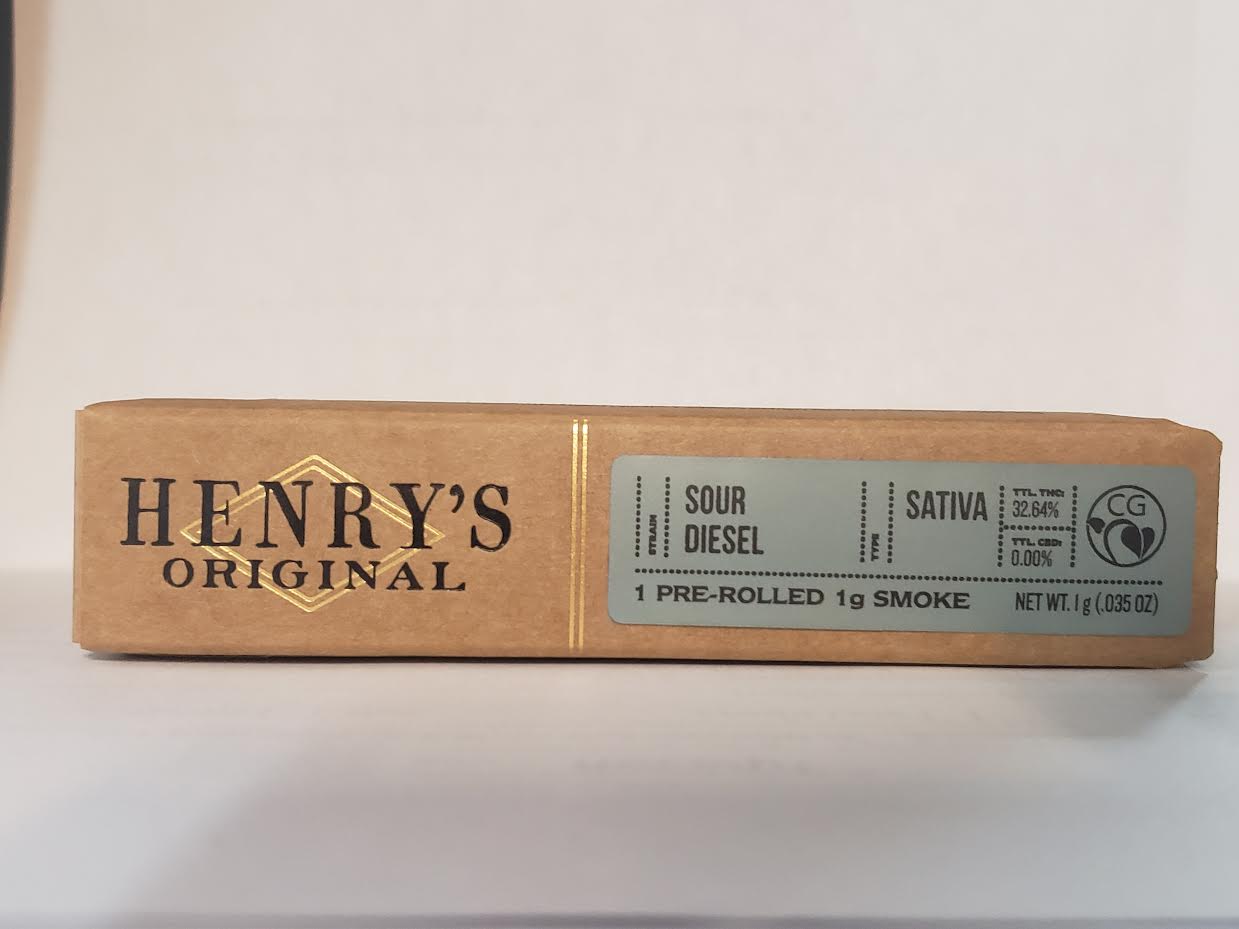 HENRY'S
ORIGINAL
STRAIN
SOUR
DIESEL
TYPE
SATIVA
TTL THC:
32.64%
TTL. CBD:
0.00%
CG
1 PRE-ROLLED 1g SMOKE
NET WT. 1g (.035 OZ)